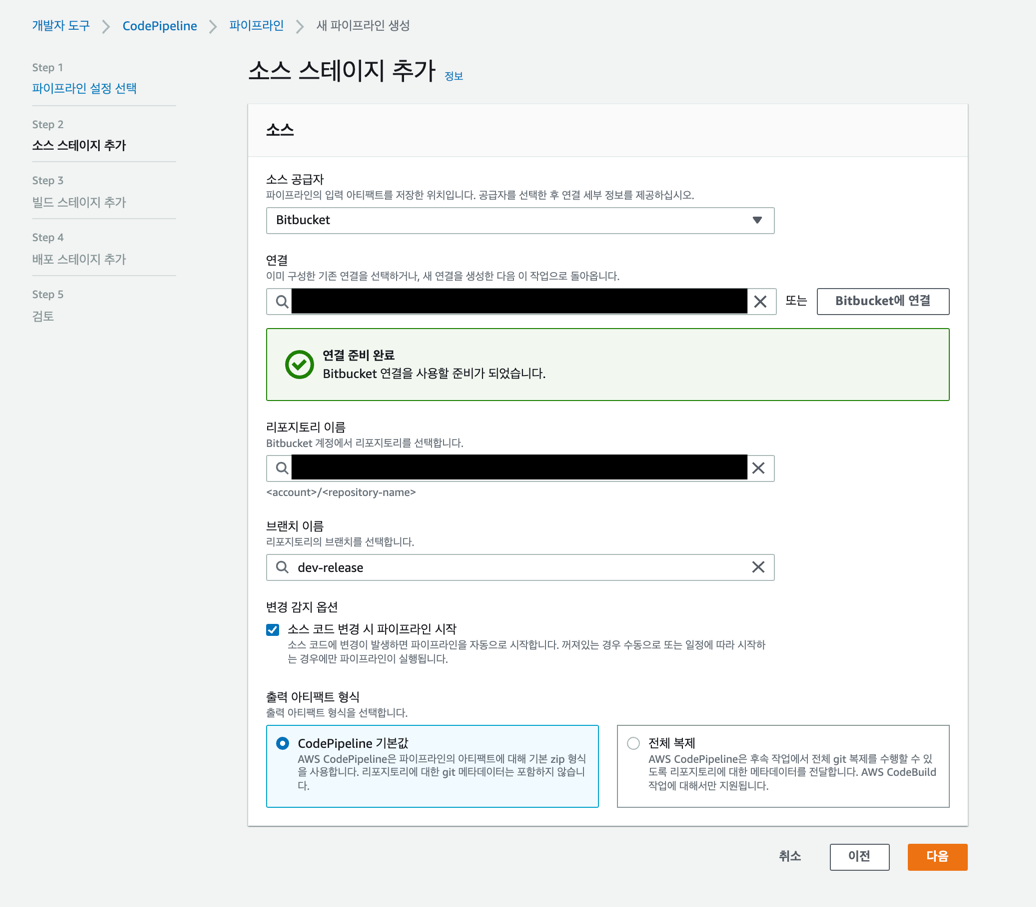 개발자 도구 > CodePipeline > 파이프라인 > 새 파이프라인 생성
Step 1
파이프라인 설정 선택
Step 2
소스 스테이지 추가
Step 3
빌드 스테이지 추가
Step 4
배포 스테이지 추가
Step 5
검토
소스 스테이지 추가 정보
소스
소스 공급자
파이프라인의 입력 아티팩트를 저장한 위치입니다. 공급자를 선택한 후 연결 세부 정보를 제공하십시오.
Bitbucket
연결
이미 구성한 기존 연결을 선택하거나, 새 연결을 생성한 다음 이 작업으로 돌아옵니다.
또는 Bitbucket에 연결
연결 준비 완료
Bitbucket 연결을 사용할 준비가 되었습니다.
리포지토리 이름
Bitbucket 계정에서 리포지토리를 선택합니다.
<account>/<repository-name>
브랜치 이름
리포지토리의 브랜치를 선택합니다.
dev-release
변경 감지 옵션
소스 코드 변경 시 파이프라인 시작
소스 코드에 변경이 발생하면 파이프라인을 자동으로 시작합니다. 꺼져있는 경우 수동으로 또는 일정에 따라 시작하
는 경우에만 파이프라인이 실행됩니다.
출력 아티팩트 형식
출력 아티팩트 형식을 선택합니다.
CodePipeline 기본값
AWS CodePipeline은 파이프라인의 아티팩트에 대해 기본 zip 형식
을 사용합니다. 리포지토리에 대한 git 메타데이터는 포함하지 않습니
다.
전체 복제
AWS CodePipeline은 후속 작업에서 전체 git 복제를 수행할 수 있
도록 리포지토리에 대한 메타데이터를 전달합니다. AWS CodeBuild
작업에 대해서만 지원됩니다.
취소 이전 다음